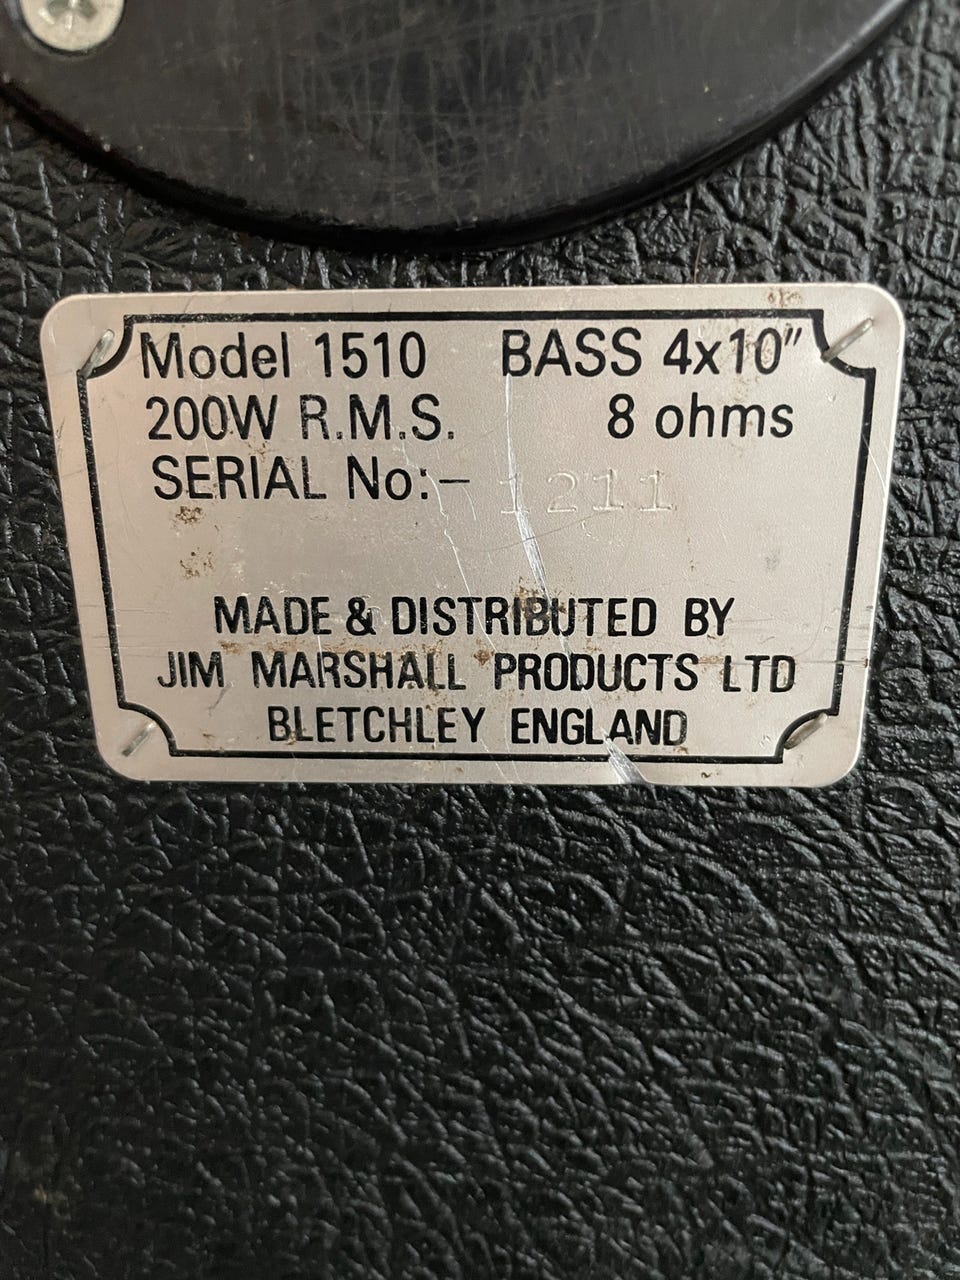 Model 1510 BASS 4x10″
200W R.M.S. 8 ohms
SERIAL No:– 1211
MADE & DISTRIBUTED BY
JIM MARSHALL PRODUCTS LTD
BLETCHLEY ENGLAND